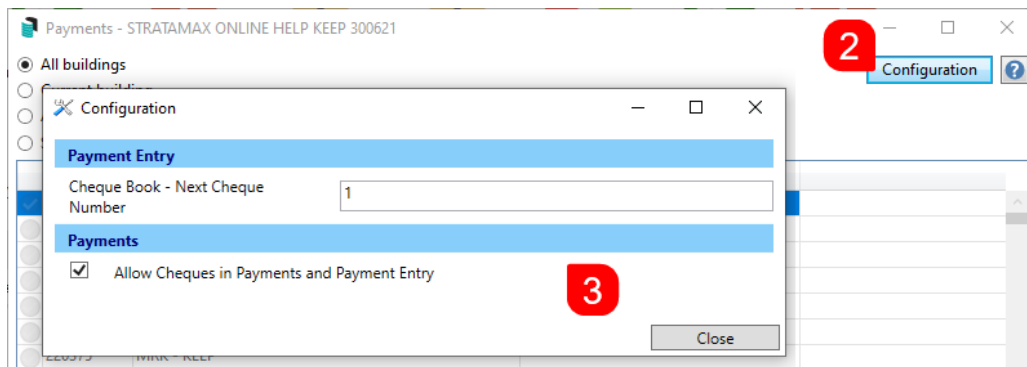 Payments - STRATAMAX ONLINE HELP KEEP 300621
2
All buildings
Configuration
?
Configuration
Payment Entry
Cheque Book - Next Cheque
Number
1
Payments
Allow Cheques in Payments and Payment Entry
3
Close